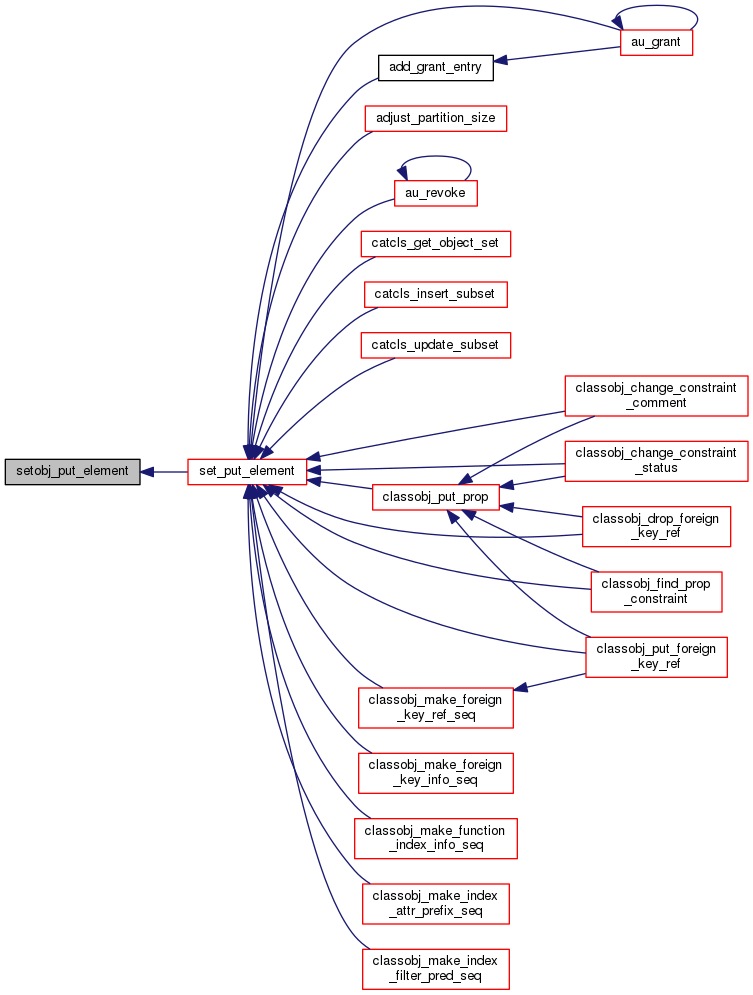 au_grant
add_grant_entry
adjust_partition_size
au_revoke
catcls_get_object_set
catcls_insert_subset
catcls_update_subset
classobj_change_constraint
_comment
classobj_change_constraint
_status
setobj_put_element
set_put_element
classobj_put_prop
classobj_drop_foreign
_key_ref
classobj_find_prop
_constraint
classobj_put_foreign
_key_ref
classobj_make_foreign
_key_ref_seq
classobj_make_foreign
_key_info_seq
classobj_make_function
_index_info_seq
classobj_make_index
_attr_prefix_seq
classobj_make_index
_filter_pred_seq